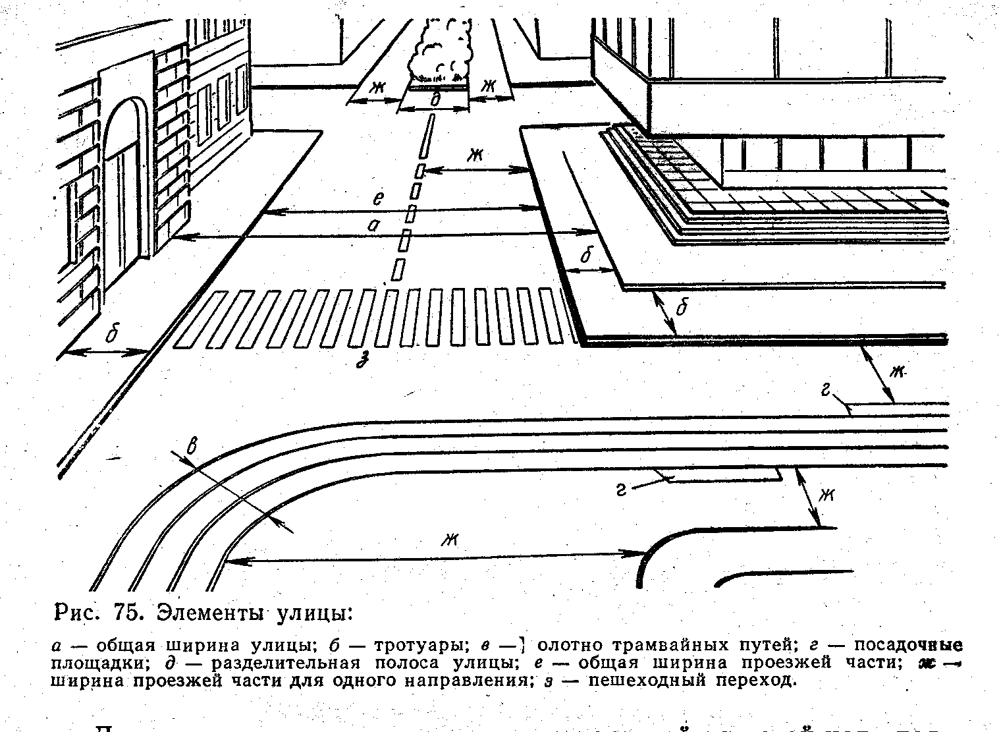 ж
ж
д
ж
е
а
б
б
б
з
ж
г
в
г
ж
ж
Рис. 75. Элементы улицы:
а — общая ширина улицы; б — тротуары; в — олотно трамвайных путей; г — посадочные
площадки; д — разделительная полоса улицы; е — общая ширина проезжей части; ж —
ширина проезжей части для одного направления; з — пешеходный переход.